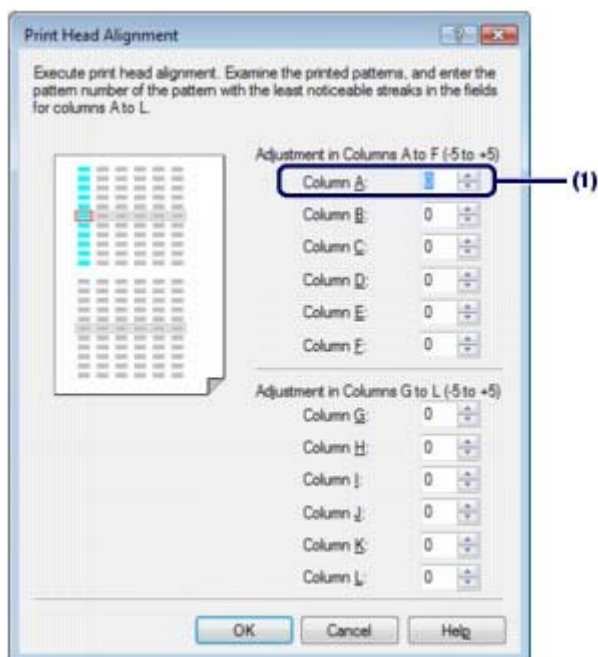 Print Head Alignment
Execute print head alignment. Examine the printed patterns, and enter the
pattern number of the pattern with the least noticeable streaks in the fields
for columns A to L.
Adjustment in Columns A to F (-5 to +5)
Column A: 0
(1)
Column B: 0
Column C: 0
Column D: 0
Column E: 0
Column F: 0
Adjustment in Columns G to L (-5 to +5)
Column G: 0
Column H: 0
Column I: 0
Column J: 0
Column K: 0
Column L: 0
OK Cancel Help